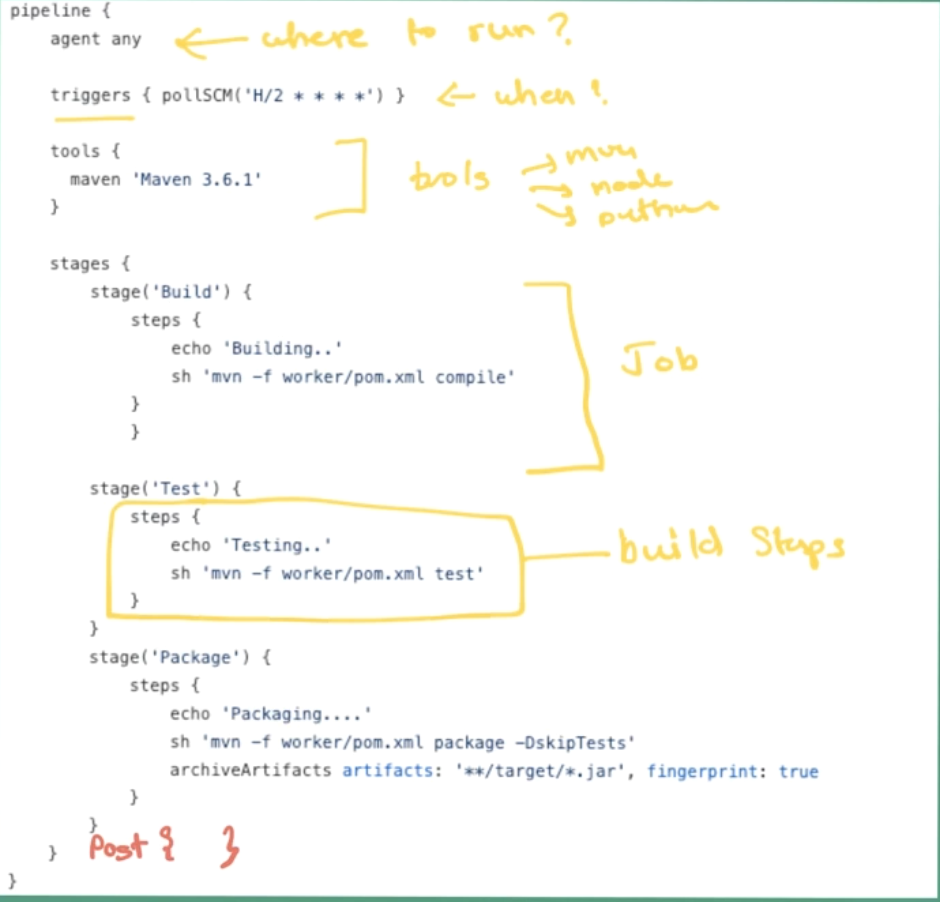 pipeline {
agent any ← where to run?
triggers { pollSCM('H/2 * * * *') } ← when?
tools {
maven 'Maven 3.6.1'
}
tools → mvn
→ node
→ python
stages {
stage('Build') {
steps {
echo 'Building..'
sh 'mvn -f worker/pom.xml compile'
}
}
Job
stage('Test') {
steps {
echo 'Testing..'
sh 'mvn -f worker/pom.xml test'
}
}
build Steps
stage('Package') {
steps {
echo 'Packaging....'
sh 'mvn -f worker/pom.xml package -DskipTests'
archiveArtifacts artifacts: '**/target/*.jar', fingerprint: true
}
}
} Post { }
}